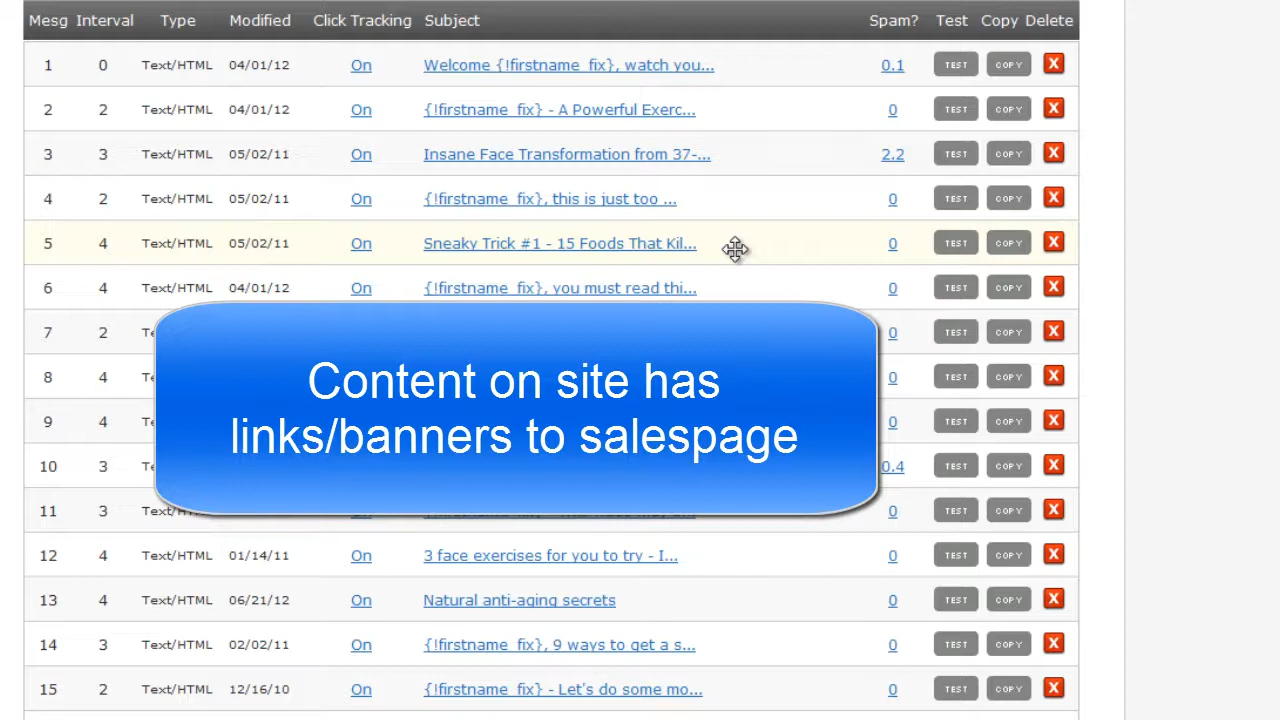 Mesg Interval Type Modified Click Tracking Subject Spam? Test Copy Delete
1 0 Text/HTML 04/01/12 On Welcome {!firstname_fix}, watch you... 0.1 TEST COPY X
2 2 Text/HTML 04/01/12 On {!firstname_fix} - A Powerful Exerc... 0 TEST COPY X
3 3 Text/HTML 05/02/11 On Insane Face Transformation from 37-... 2.2 TEST COPY X
4 2 Text/HTML 05/02/11 On {!firstname_fix}, this is just too ... 0 TEST COPY X
5 4 Text/HTML 05/02/11 On Sneaky Trick #1 - 15 Foods That Kil... 0 TEST COPY X
6 4 Text/HTML 04/01/12 On {!firstname_fix}, you must read thi... 0 TEST COPY X
7 2 0 TEST COPY X
8 4 0 TEST COPY X
Content on site has
links/banners to salespage
9 4 0 TEST COPY X
10 3 0.4 TEST COPY X
11 3 On 0 TEST COPY X
12 4 Text/HTML 01/14/11 On 3 face exercises for you to try - I... 0 TEST COPY X
13 4 Text/HTML 06/21/12 On Natural anti-aging secrets 0 TEST COPY X
14 3 Text/HTML 02/02/11 On {!firstname_fix}, 9 ways to get a s... 0 TEST COPY X
15 2 Text/HTML 12/16/10 On {!firstname_fix} - Let's do some mo... 0 TEST COPY X